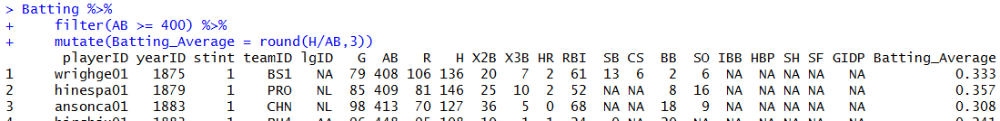 > Batting %>%
+ filter(AB >= 400) %>%
+ mutate(Batting_Average = round(H/AB,3))
playerID yearID stint teamID lgID G AB R H X2B X3B HR RBI SB CS BB SO IBB HBP SH SF GIDP Batting_Average
1 wrighge01 1875 1 BS1 NA 79 408 106 136 20 7 2 61 13 6 2 6 NA NA NA NA NA 0.333
2 hinespa01 1879 1 PRO NL 85 409 81 146 25 10 2 52 NA NA 8 16 NA NA NA NA NA 0.357
3 ansonca01 1883 1 CHN NL 98 413 70 127 36 5 0 68 NA NA 18 9 NA NA NA NA NA 0.308